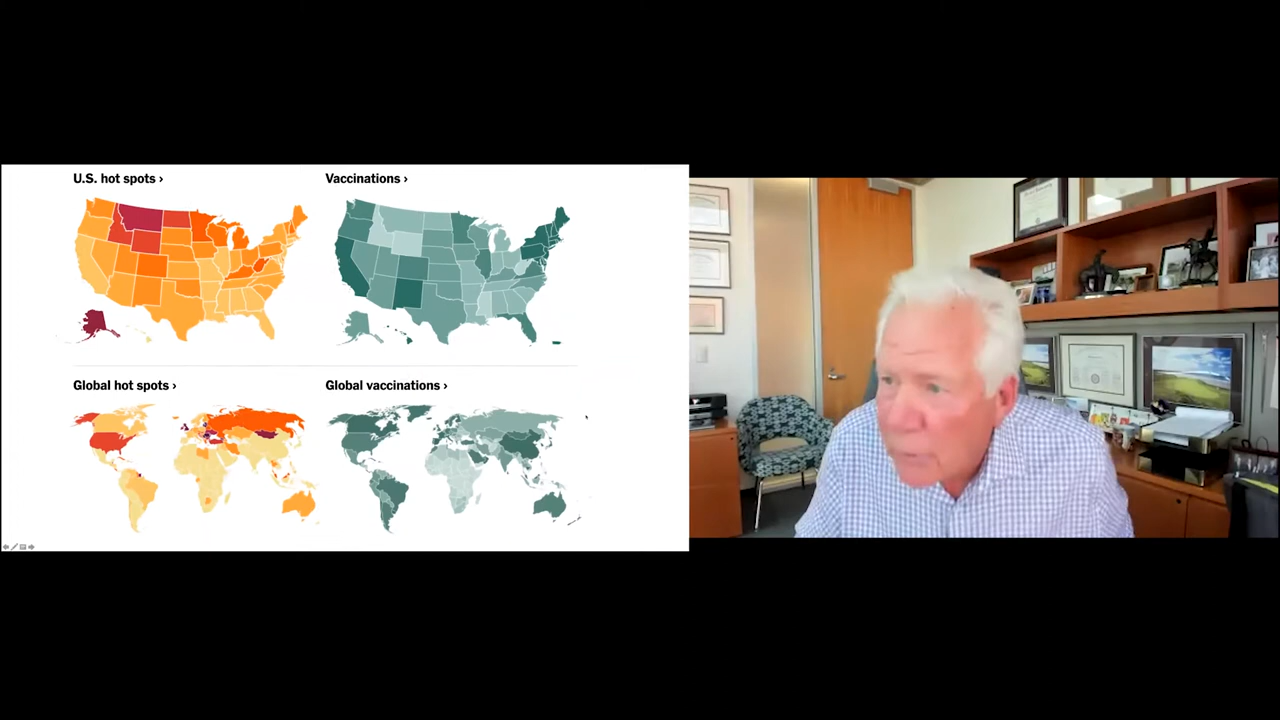 U.S. hot spots ›
Vaccinations ›
Global hot spots ›
Global vaccinations ›